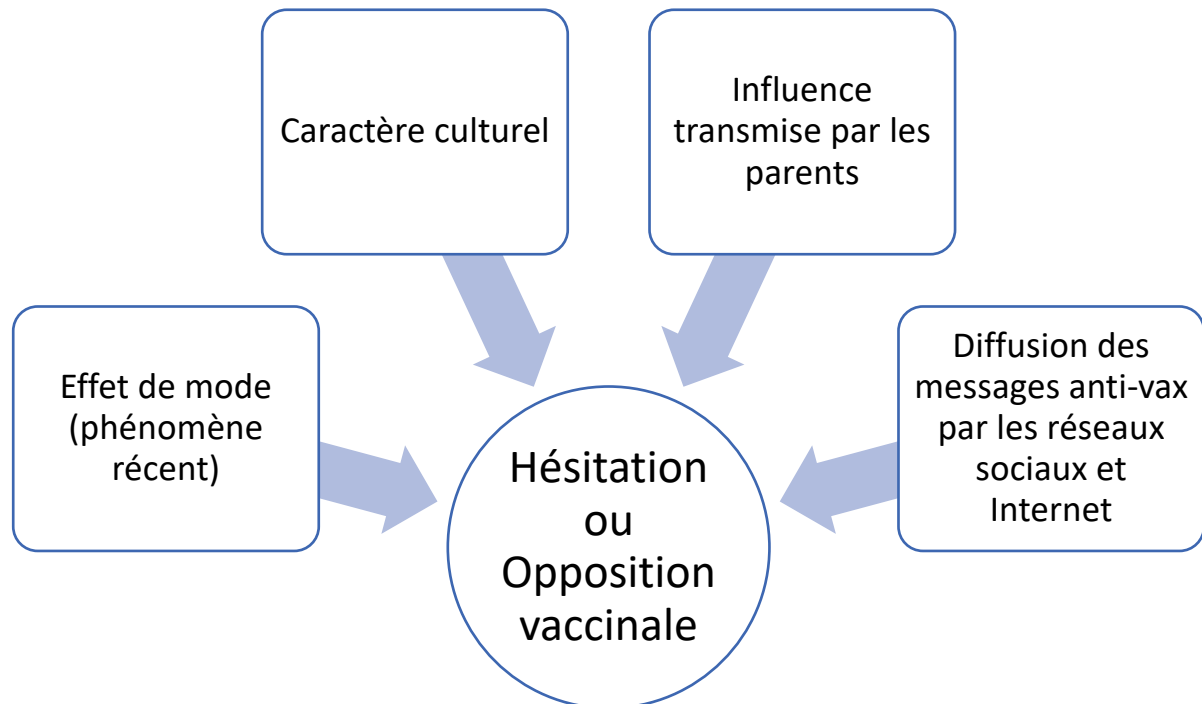 Caractère culturel
Influence
transmise par les
parents
Effet de mode
(phénomène
récent)
Diffusion des
messages anti-vax
par les réseaux
sociaux et
Internet
Hésitation
ou
Opposition
vaccinale